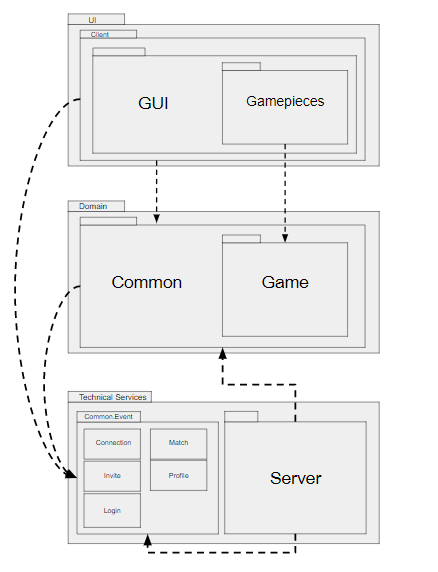 UI
Client
GUI
Gamepieces
Domain
Common
Game
Technical Services
Common.Event
Connection
Match
Invite
Profile
Login
Server